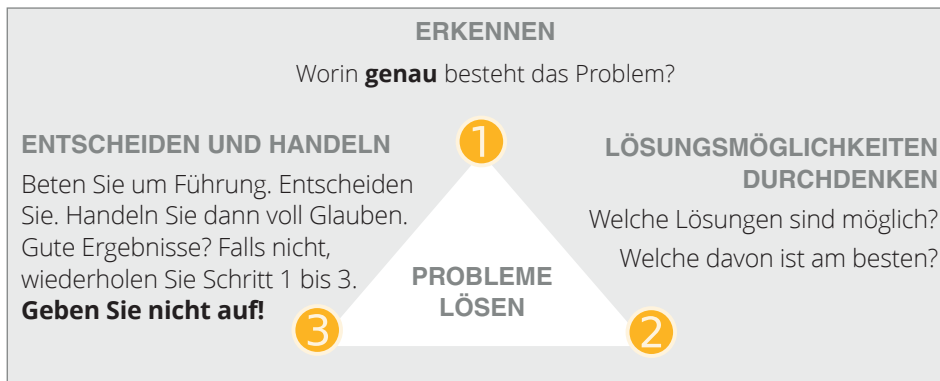 ERKENNEN
Worin genau besteht das Problem?
1
LÖSUNGSMÖGLICHKEITEN
DURCHDENKEN
Welche Lösungen sind möglich?
Welche davon ist am besten?
2
ENTSCHEIDEN UND HANDELN
Beten Sie um Führung. Entscheiden
Sie. Handeln Sie dann voll Glauben.
Gute Ergebnisse? Falls nicht,
wiederholen Sie Schritt 1 bis 3.
Geben Sie nicht auf!
3
PROBLEME
LÖSEN